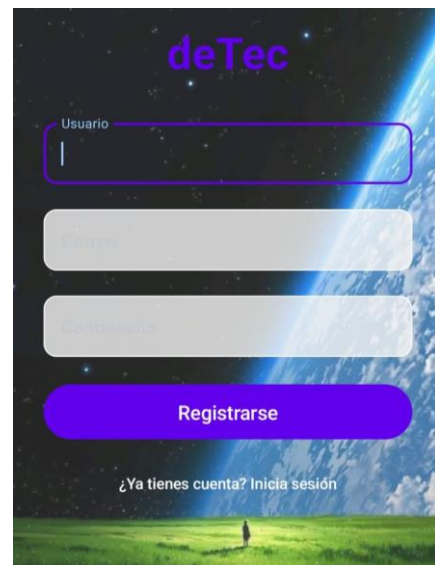 deTec
Usuario
Correo
Contraseña
Registrarse
¿Ya tienes cuenta? Inicia sesión